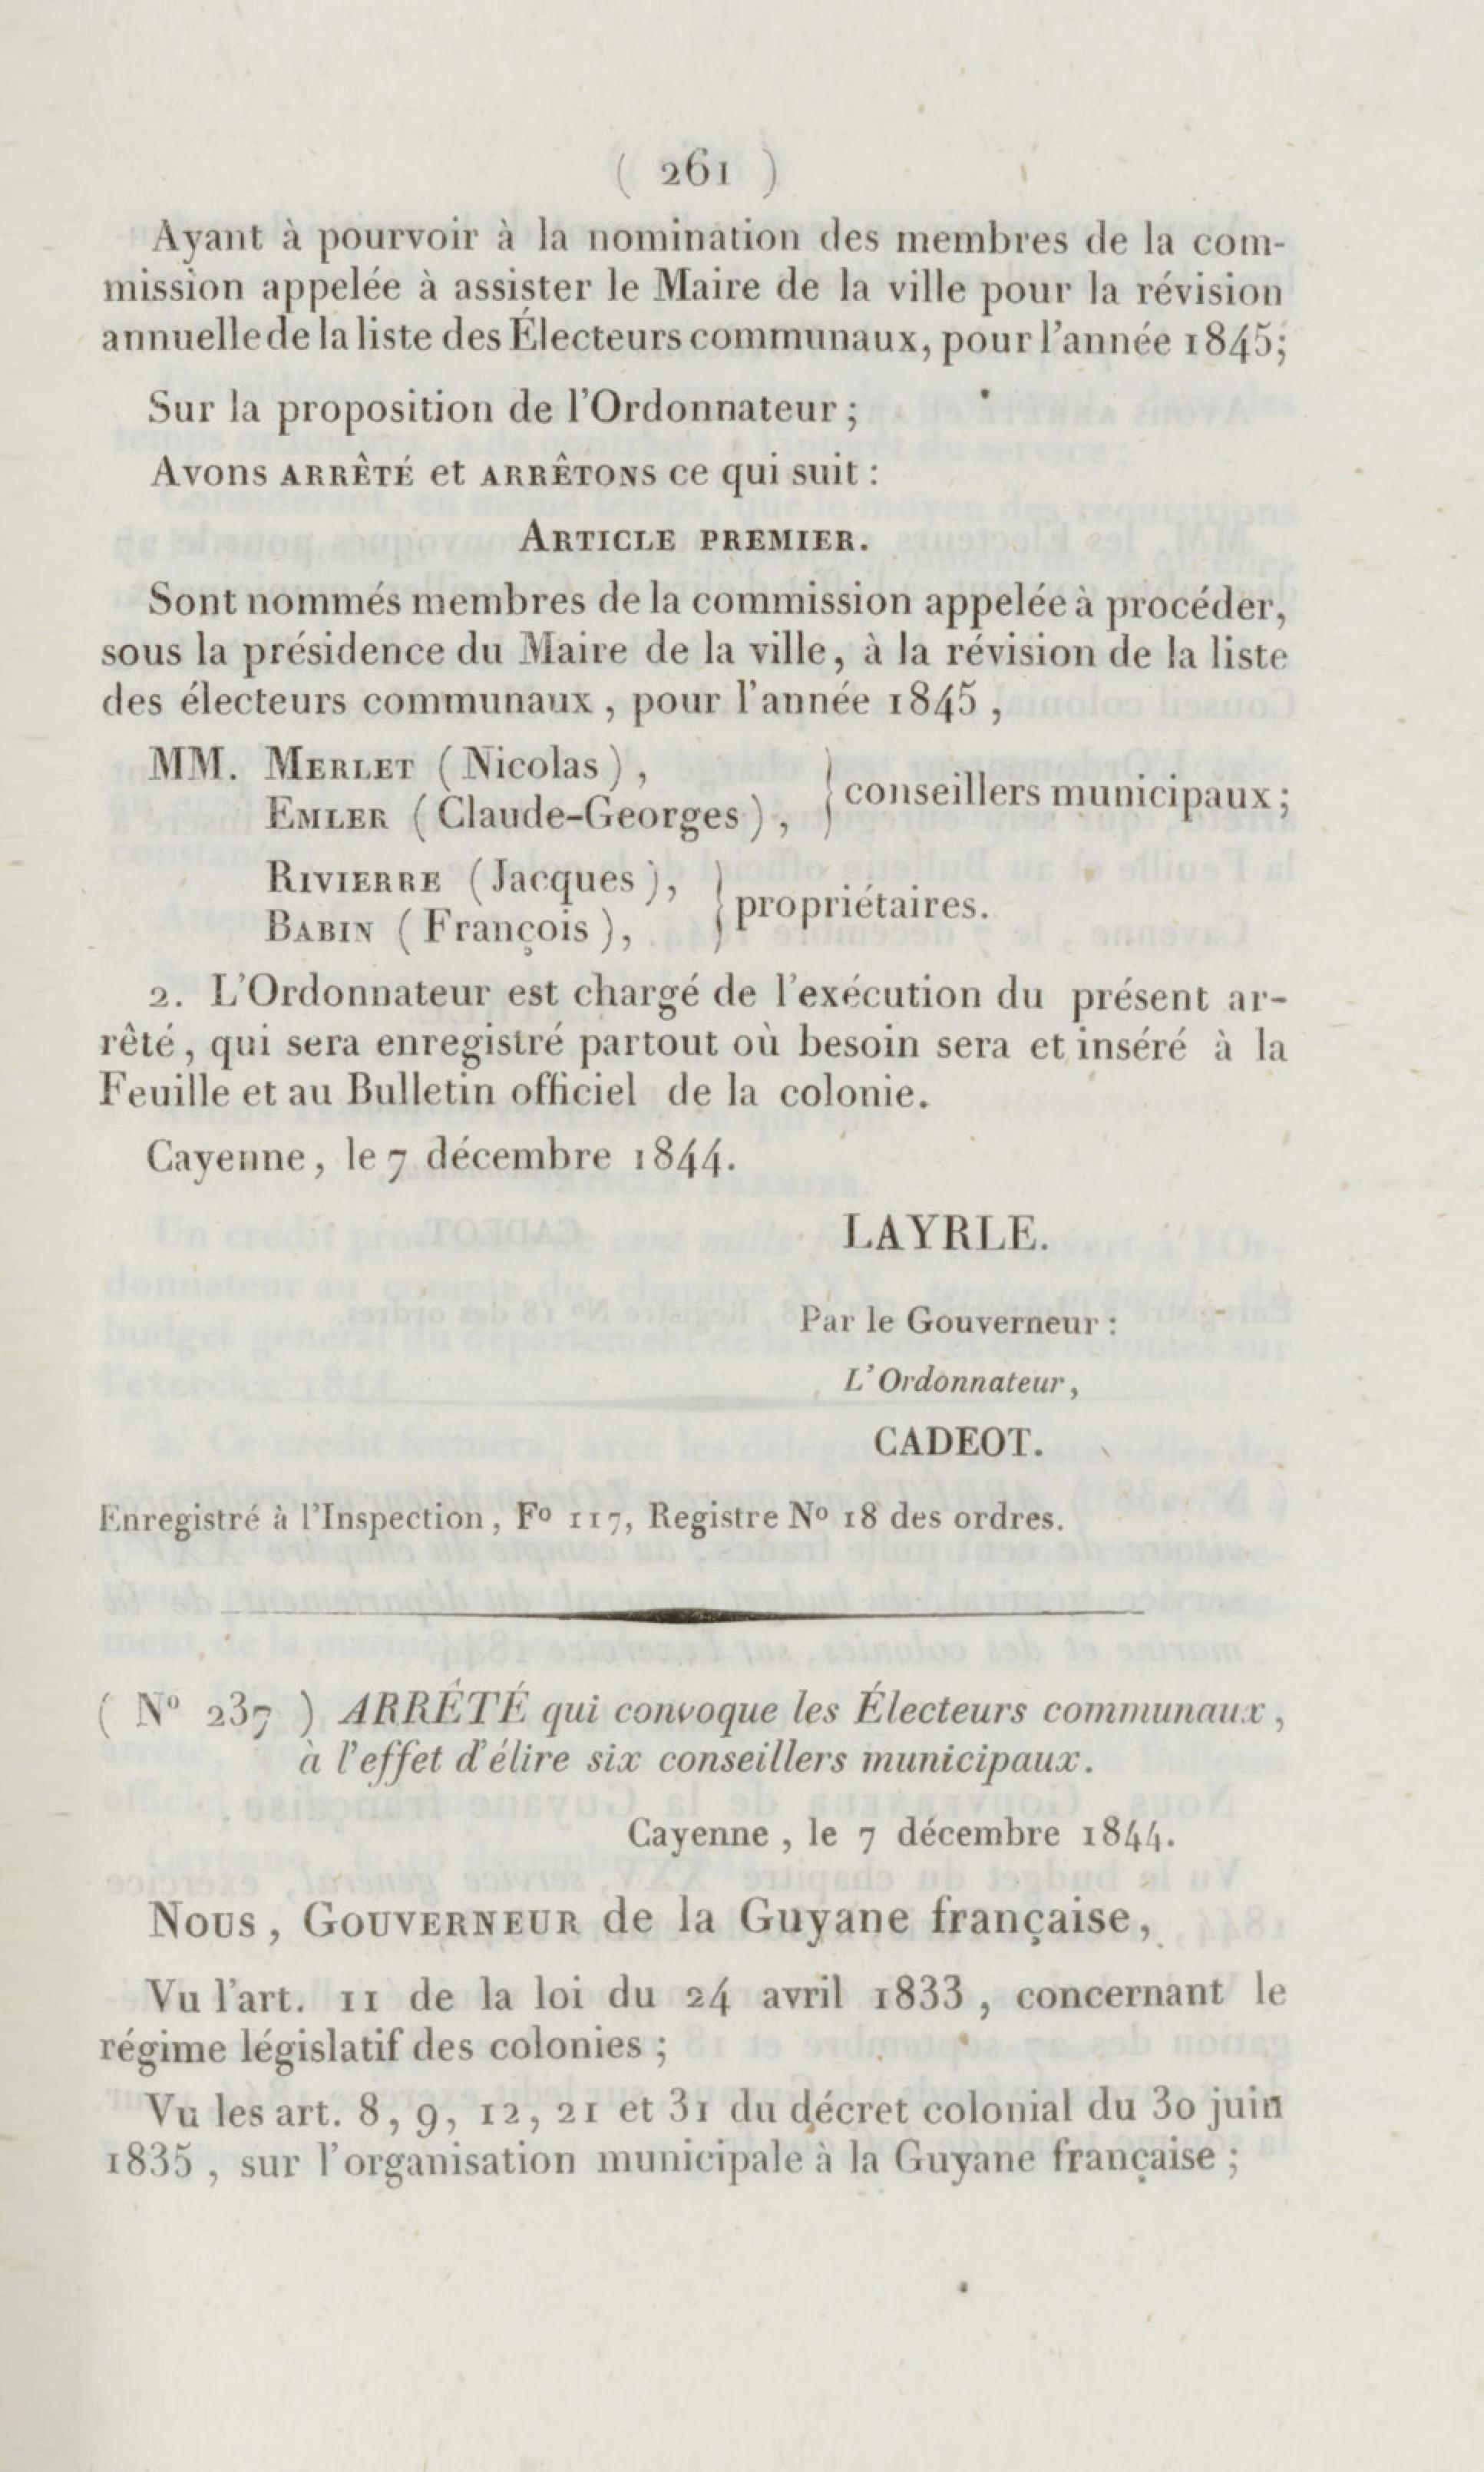 ( 261 )
Ayant à pourvoir à la nomination des membres de la com-
mission appelée à assister le Maire de la ville pour la révision
annuelle de la liste des Électeurs communaux, pour l'année 1845;
Sur la proposition de l'Ordonnateur ;
Avons ARRÊTÉ et ARRÊTONS ce qui suit :
ARTICLE PREMIER.
Sont nommés membres de la commission appelée à procéder,
sous la présidence du Maire de la ville, à la révision de la liste
des électeurs communaux, pour l'année 1845,
MM. MERLET (Nicolas),
EMLER (Claude-Georges), } conseillers municipaux;
RIVIERRE (Jacques),
BABIN (François), } propriétaires.
2. L'Ordonnateur est chargé de l'exécution du présent ar-
rêté, qui sera enregistré partout où besoin sera et inséré à la
Feuille et au Bulletin officiel de la colonie.
Cayenne, le 7 décembre 1844.
LAYRLE.
Par le Gouverneur :
L'Ordonnateur,
CADEOT.
Enregistré à l'Inspection, Fo 117, Registre No 18 des ordres.
( No 237 ) ARRÊTÉ qui convoque les Électeurs communaux,
à l'effet d'élire six conseillers municipaux.
Cayenne, le 7 décembre 1844.
NOUS, GOUVERNEUR de la Guyane française,
Vu l'art. 11 de la loi du 24 avril 1833, concernant le
régime législatif des colonies ;
Vu les art. 8, 9, 12, 21 et 31 du décret colonial du 30 juin
1835, sur l'organisation municipale à la Guyane française ;